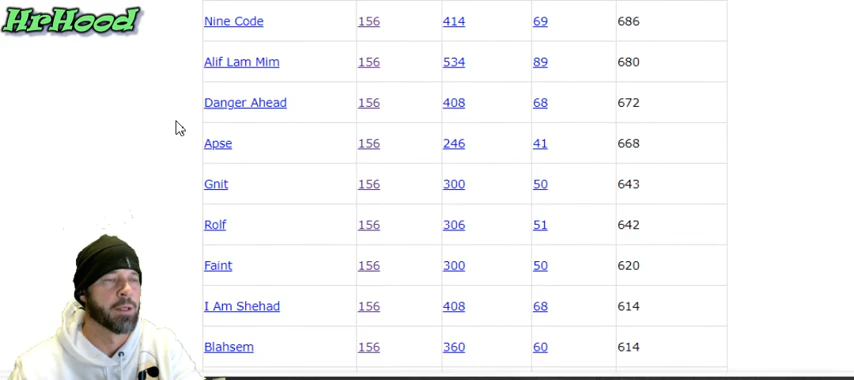 HrHood
Nine Code 156 414 69 686
Alif Lam Mim 156 534 89 680
Danger Ahead 156 408 68 672
Apse 156 246 41 668
Gnit 156 300 50 643
Rolf 156 306 51 642
Faint 156 300 50 620
I Am Shehad 156 408 68 614
Blahsem 156 360 60 614